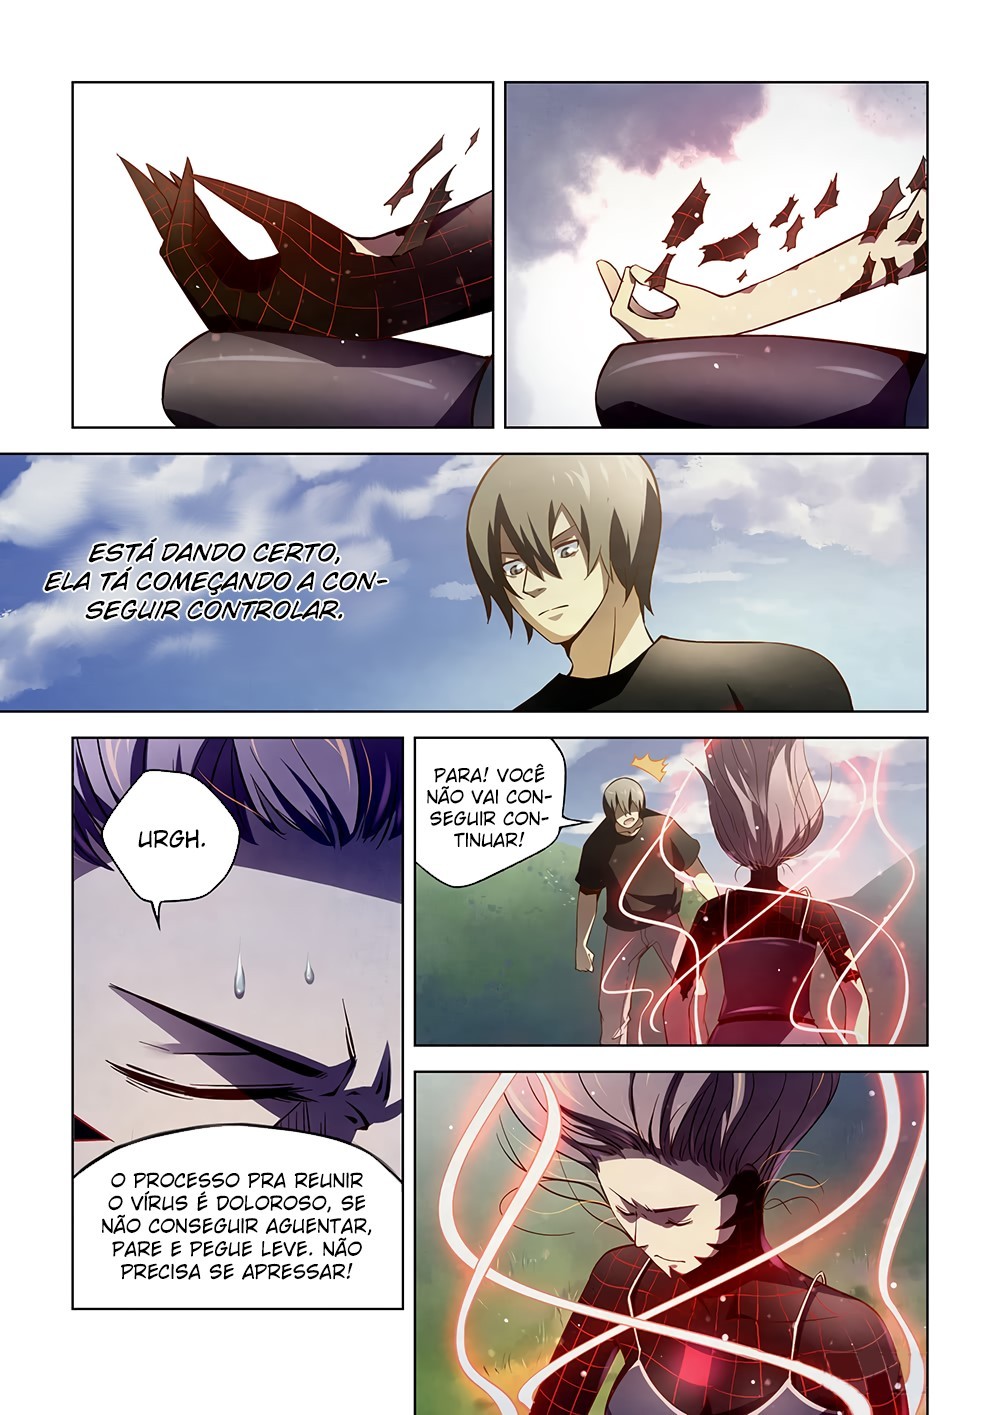 ESTÁ DANDO CERTO,
ELA TÁ COMEÇANDO A CON-
SEGUIR CONTROLAR.
URGH.
PARA! VOCÊ
NÃO VAI CON-
SEGUIR CON-
TINUAR!
O PROCESSO PRA REUNIR
O VÍRUS É DOLOROSO, SE
NÃO CONSEGUIR AGUENTAR,
PARE E PEGUE LEVE. NÃO
PRECISA SE APRESSAR!